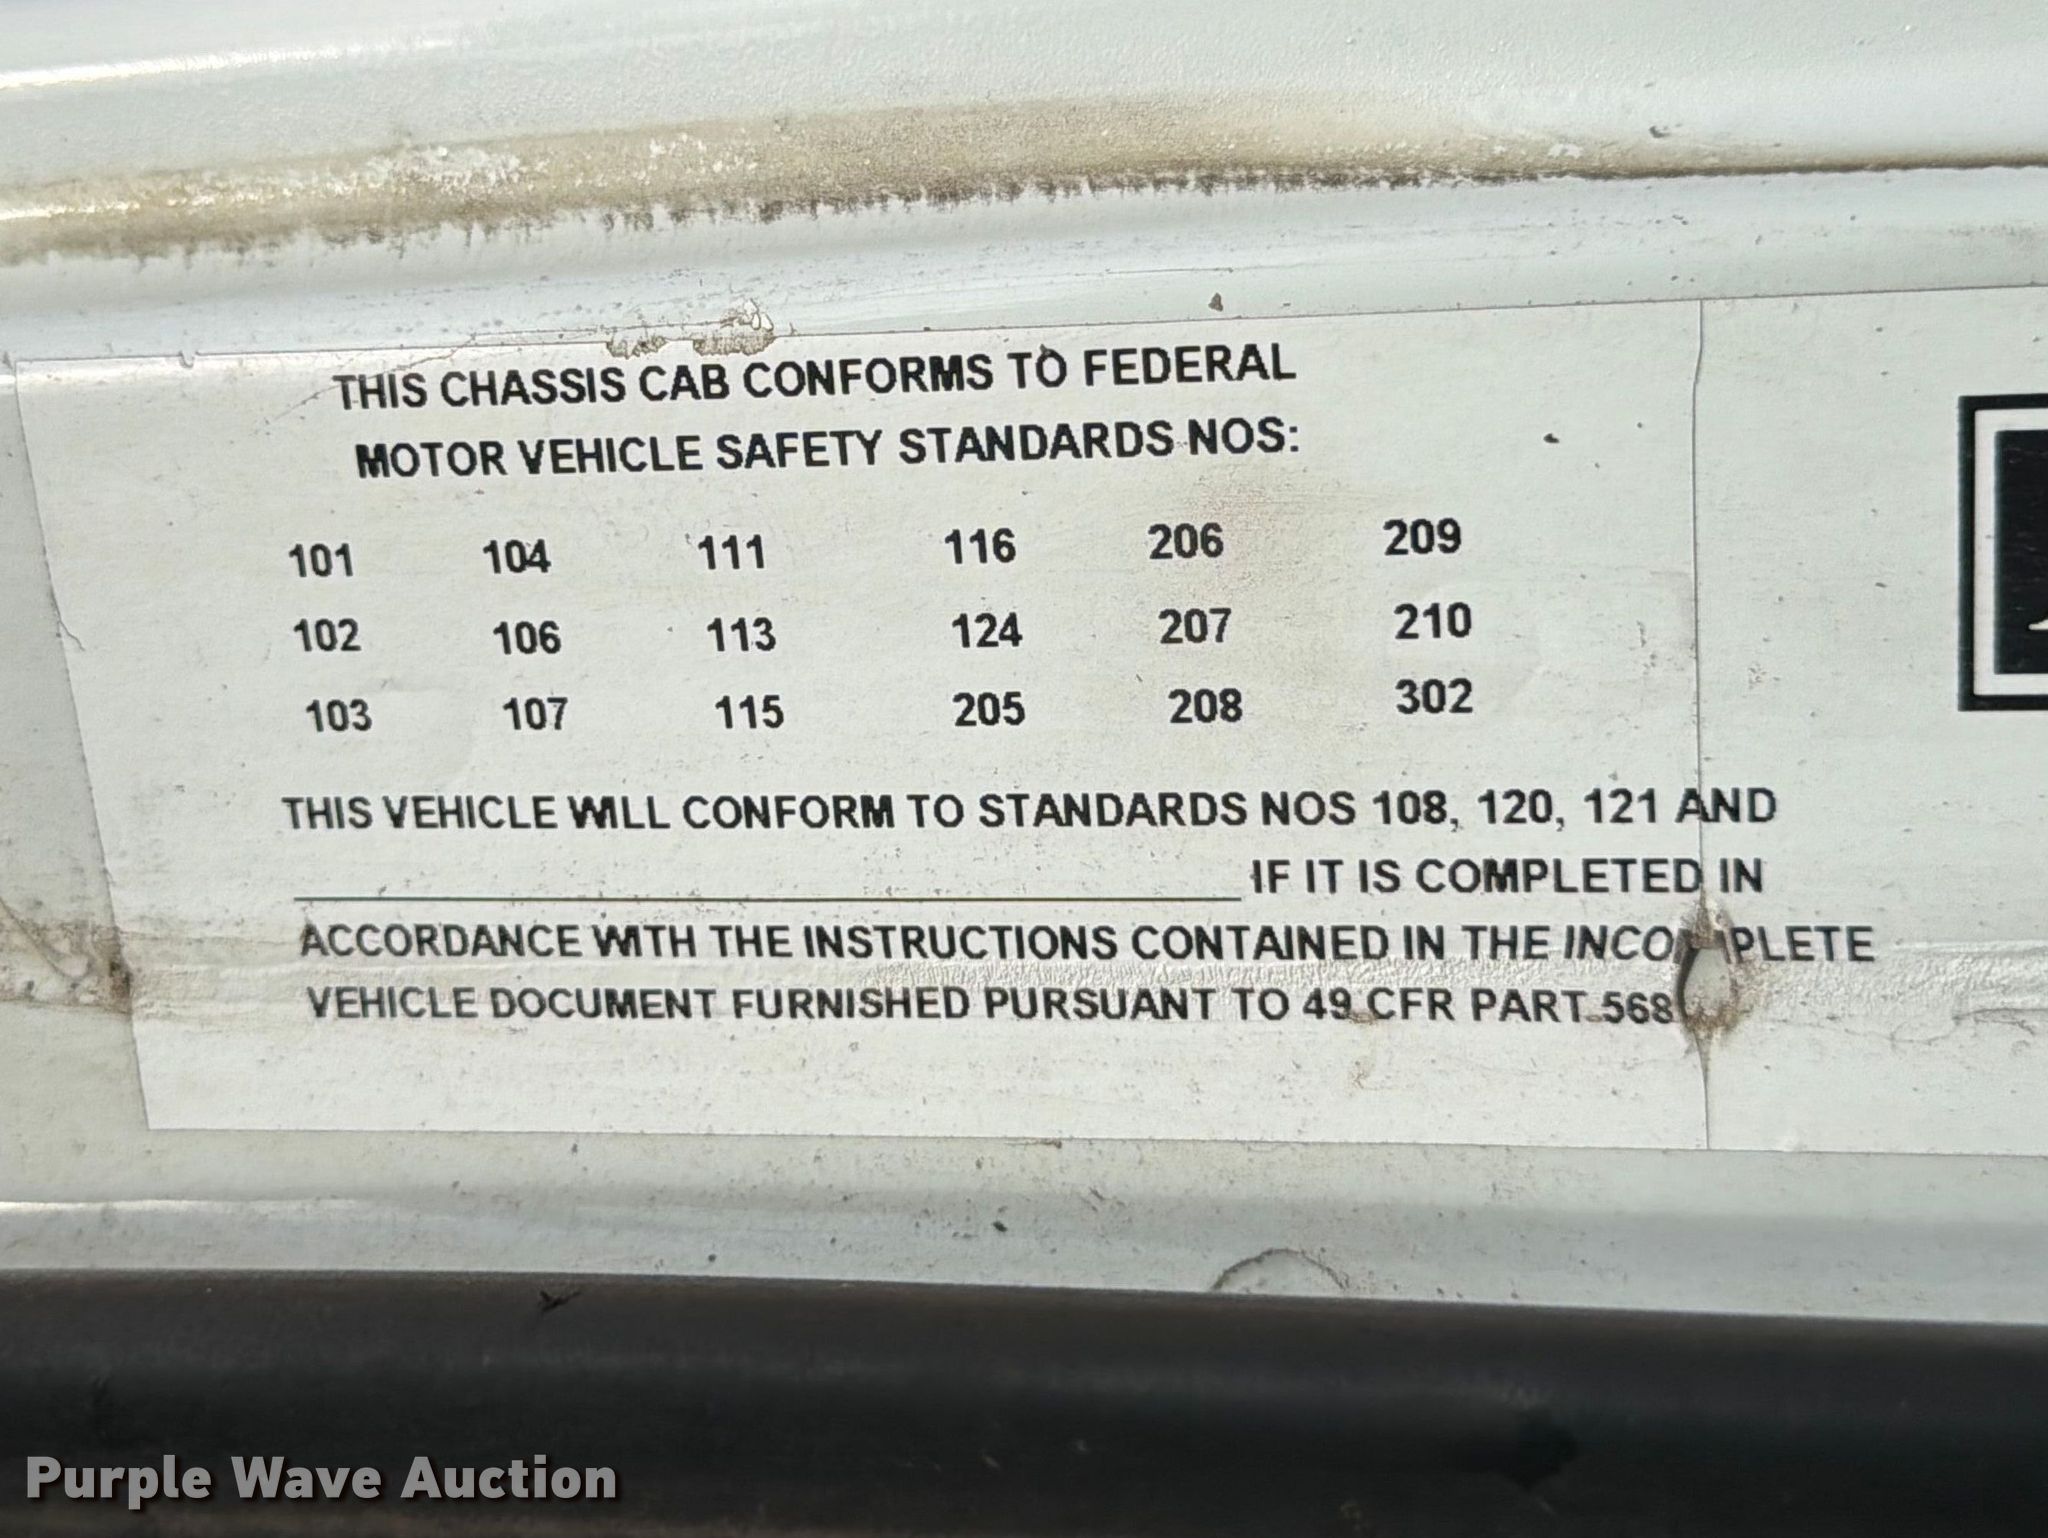 THIS CHASSIS CAB CONFORMS TO FEDERAL
MOTOR VEHICLE SAFETY STANDARDS NOS:
101 104 111 116 206 209
102 106 113 124 207 210
103 107 115 205 208 302
THIS VEHICLE WILL CONFORM TO STANDARDS NOS 108, 120, 121 AND
IF IT IS COMPLETED IN
ACCORDANCE WITH THE INSTRUCTIONS CONTAINED IN THE INCOMPLETE
VEHICLE DOCUMENT FURNISHED PURSUANT TO 49 CFR PART 568
Purple Wave Auction